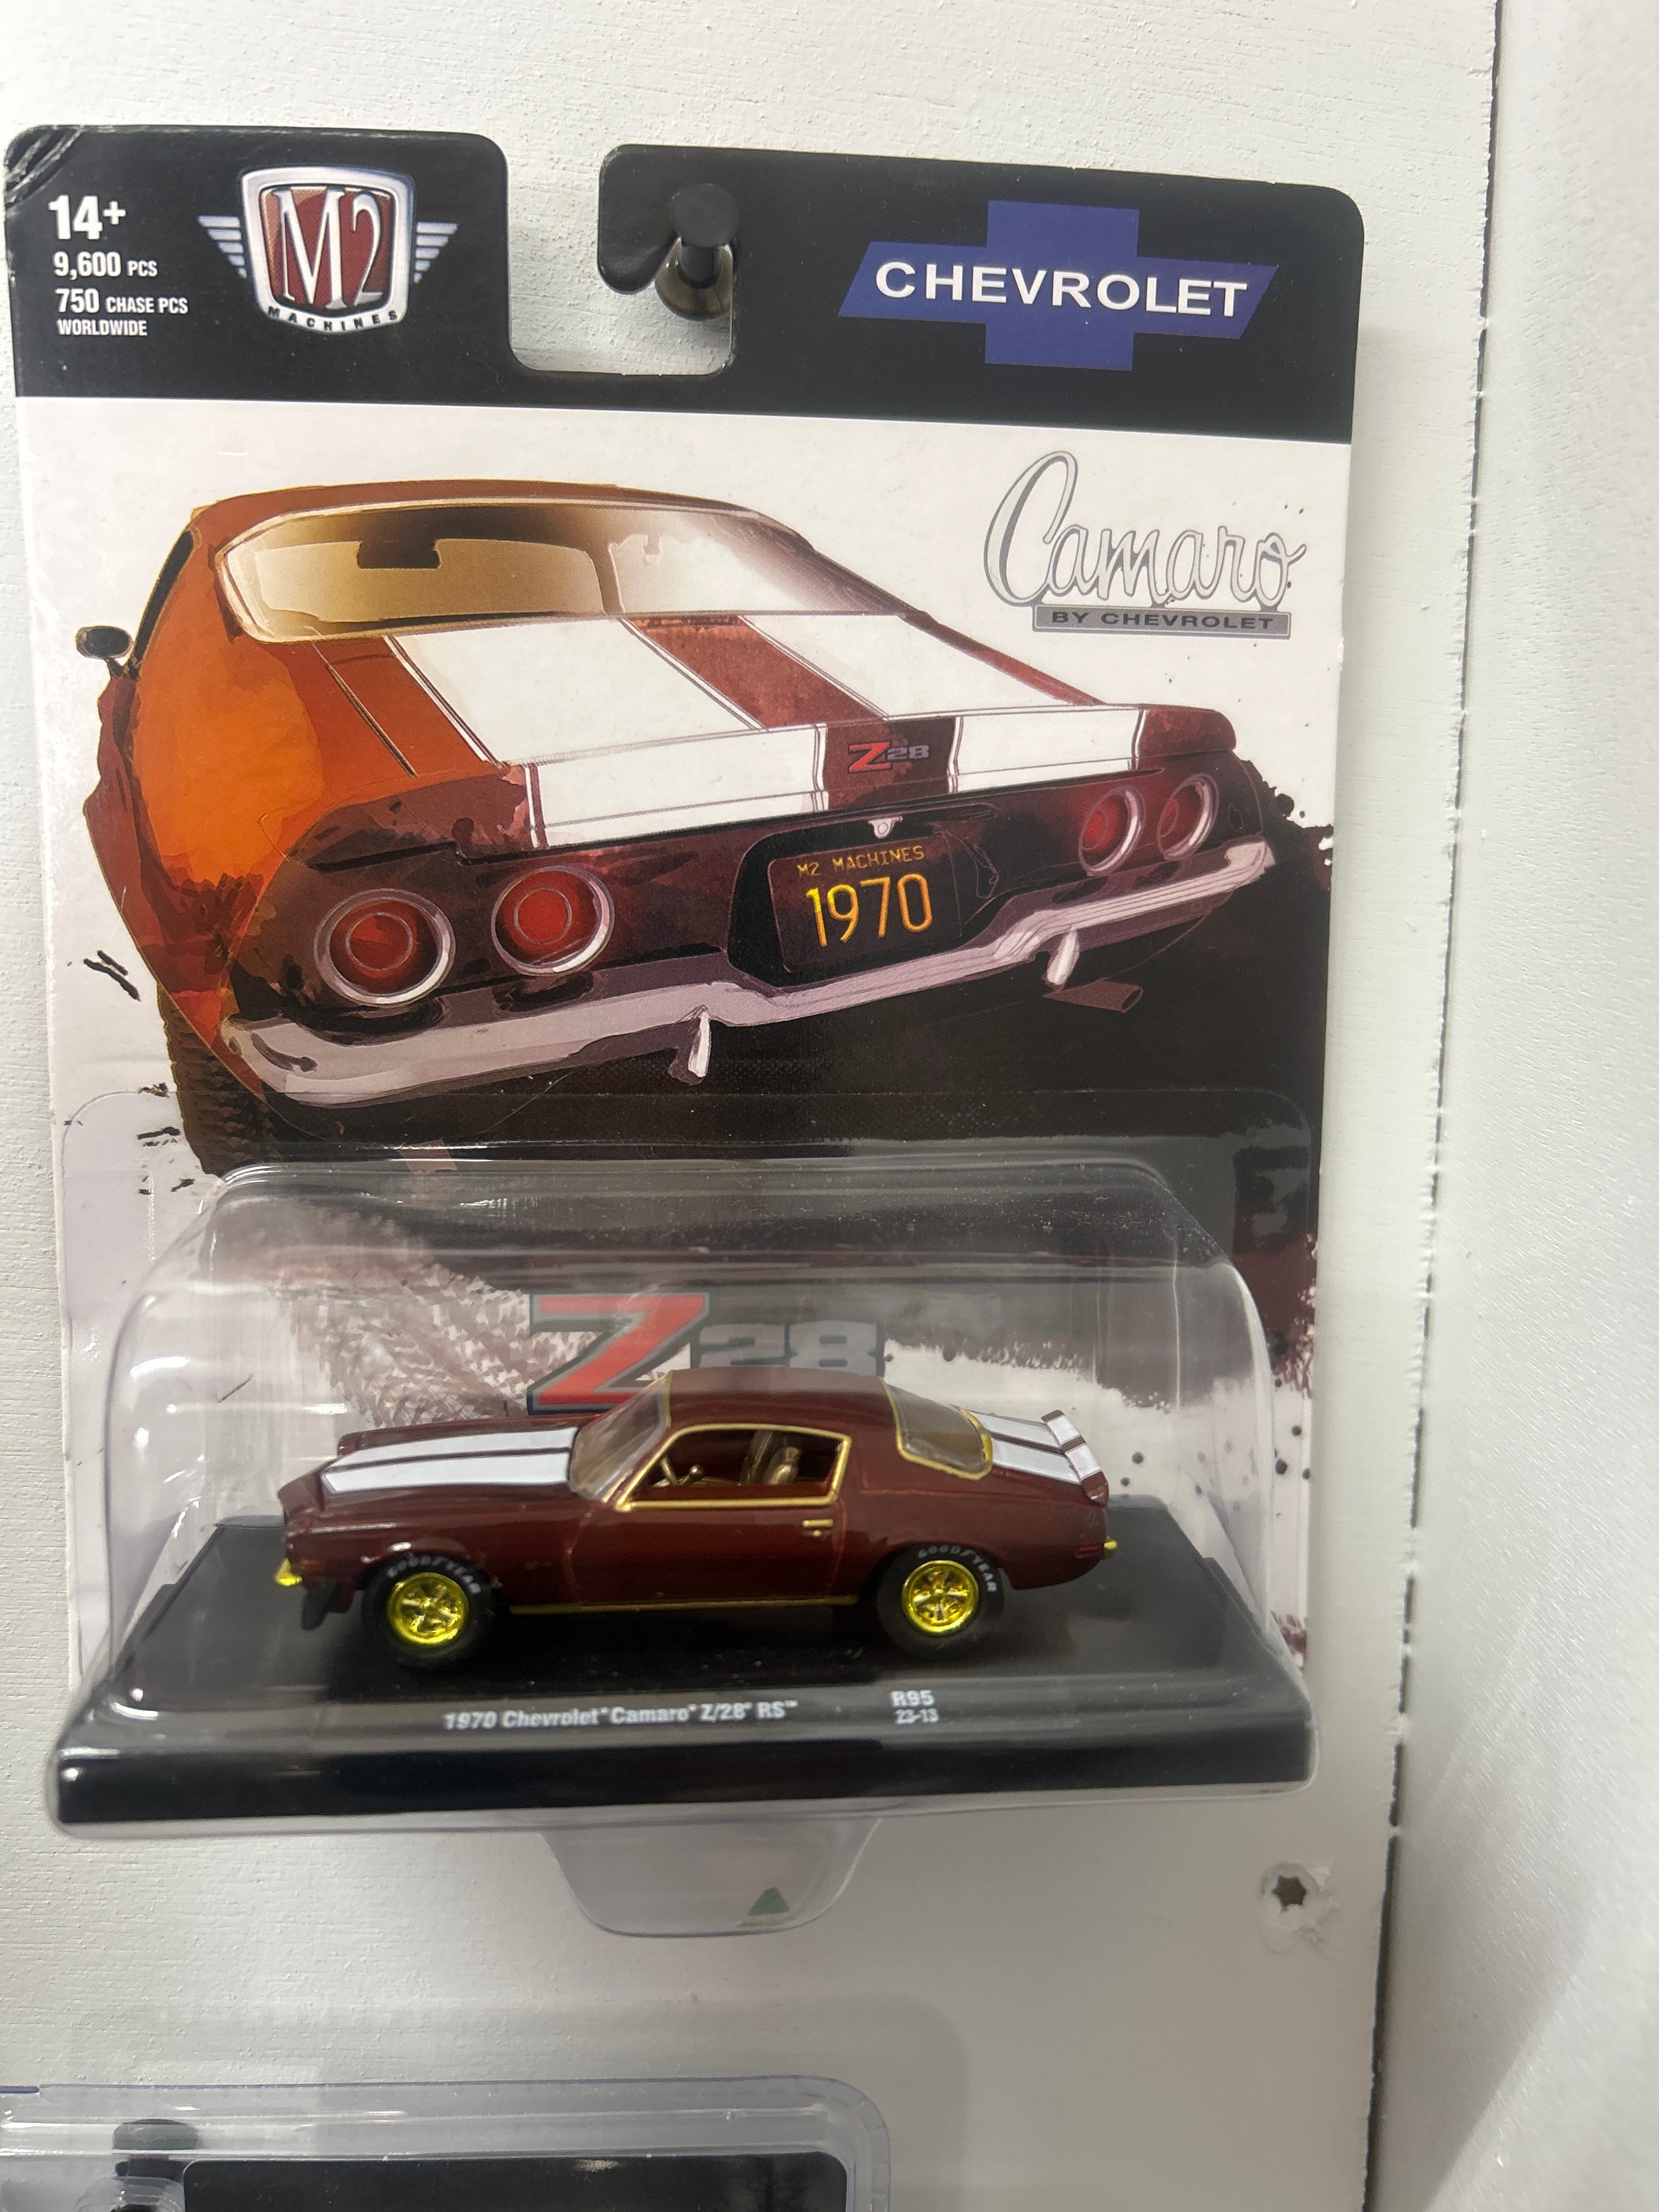 14+
9,600 PCS
750 CHASE PCS
WORLDWIDE
M2
MACHINES
CHEVROLET
Camaro
BY CHEVROLET
Z28
M2 MACHINES
1970
Z28
GOODYEAR
GOODYEAR
1970 Chevrolet® Camaro® Z/28® RS™
R95
23-13